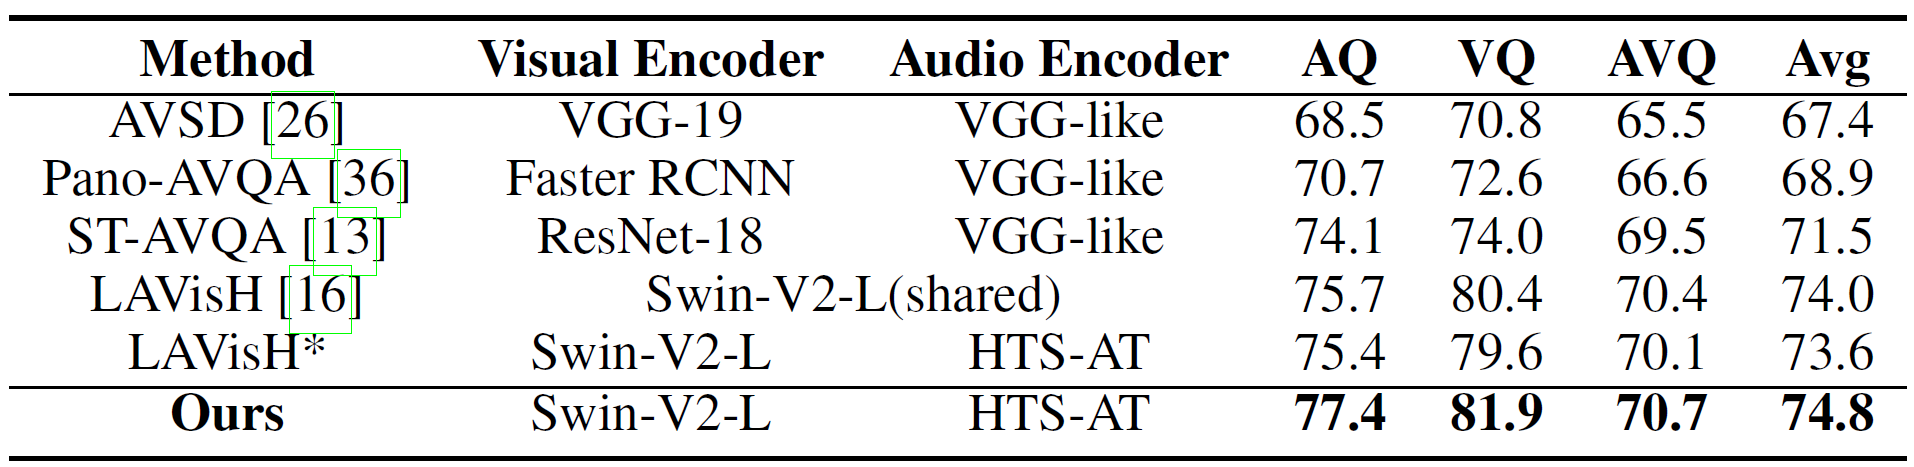 Method Visual Encoder Audio Encoder AQ VQ AVQ Avg
AVSD [26] VGG-19 VGG-like 68.5 70.8 65.5 67.4
Pano-AVQA [36] Faster RCNN VGG-like 70.7 72.6 66.6 68.9
ST-AVQA [13] ResNet-18 VGG-like 74.1 74.0 69.5 71.5
LAVisH [16] Swin-V2-L(shared) 75.7 80.4 70.4 74.0
LAVisH* Swin-V2-L HTS-AT 75.4 79.6 70.1 73.6
Ours Swin-V2-L HTS-AT 77.4 81.9 70.7 74.8